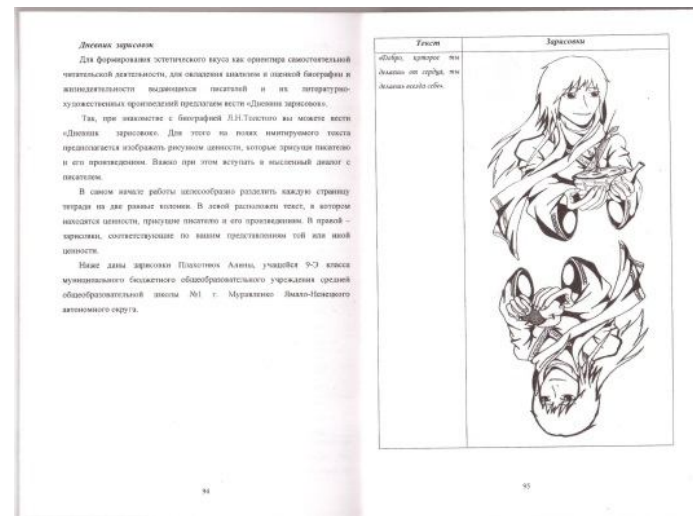 Дневник зарисовок
Для формирования эстетического вкуса как ориентира самостоятельной
читательской деятельности, для овладения анализом и оценкой биографии и
жизнедеятельности выдающихся писателей и их литературно-
художественных произведений предлагаем вести «Дневник зарисовок».
Так, при знакомстве с биографией Л.Н.Толстого вы можете вести
«Дневник зарисовок». Для этого на полях имитируемого текста
предполагается изображать рисунком ценности, которые присущи писателю
и его произведениям. Важно при этом вступать в мысленный диалог с
писателем.
В самом начале работы целесообразно разделить каждую страницу
тетради на две равные колонки. В левой расположен текст, в котором
находятся ценности, присущие писателю и его произведениям. В правой –
зарисовки, соответствующие по вашим представлениям той или иной
ценности.
Ниже даны зарисовки Плахотнюк Алины, учащейся 9-Э класса
муниципального бюджетного общеобразовательного учреждения средней
общеобразовательной школы №1 г. Муравленко Ямало-Ненецкого
автономного округа.
94
Текст
Зарисовки
«Добро, которое ты
делаешь от сердца, ты
делаешь всегда себе».
95